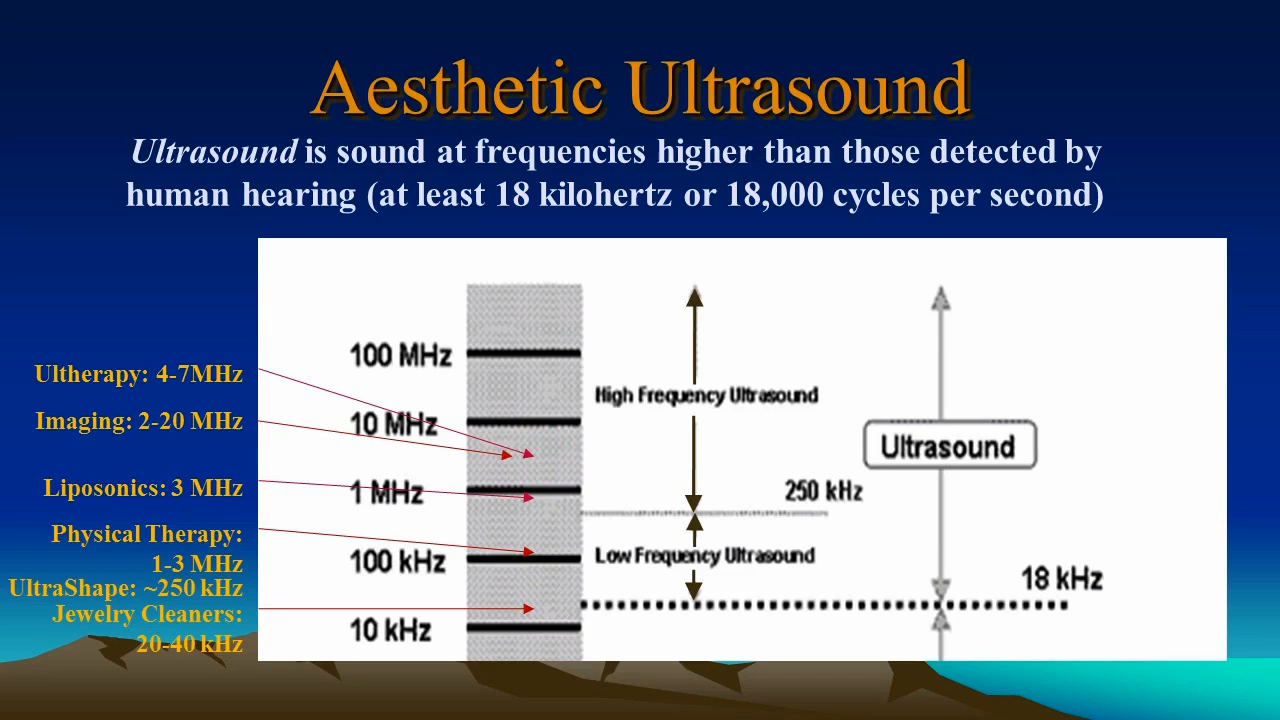 Aesthetic Ultrasound
Ultrasound is sound at frequencies higher than those detected by
human hearing (at least 18 kilohertz or 18,000 cycles per second)
Ultherapy: 4-7MHz
Imaging: 2-20 MHz
Liposonics: 3 MHz
Physical Therapy:
1-3 MHz
UltraShape: ~250 kHz
Jewelry Cleaners:
20-40 kHz
100 MHz
10 MHz
1 MHz
100 kHz
10 kHz
High Frequency Ultrasound
250 kHz
Low Frequency Ultrasound
Ultrasound
18 kHz